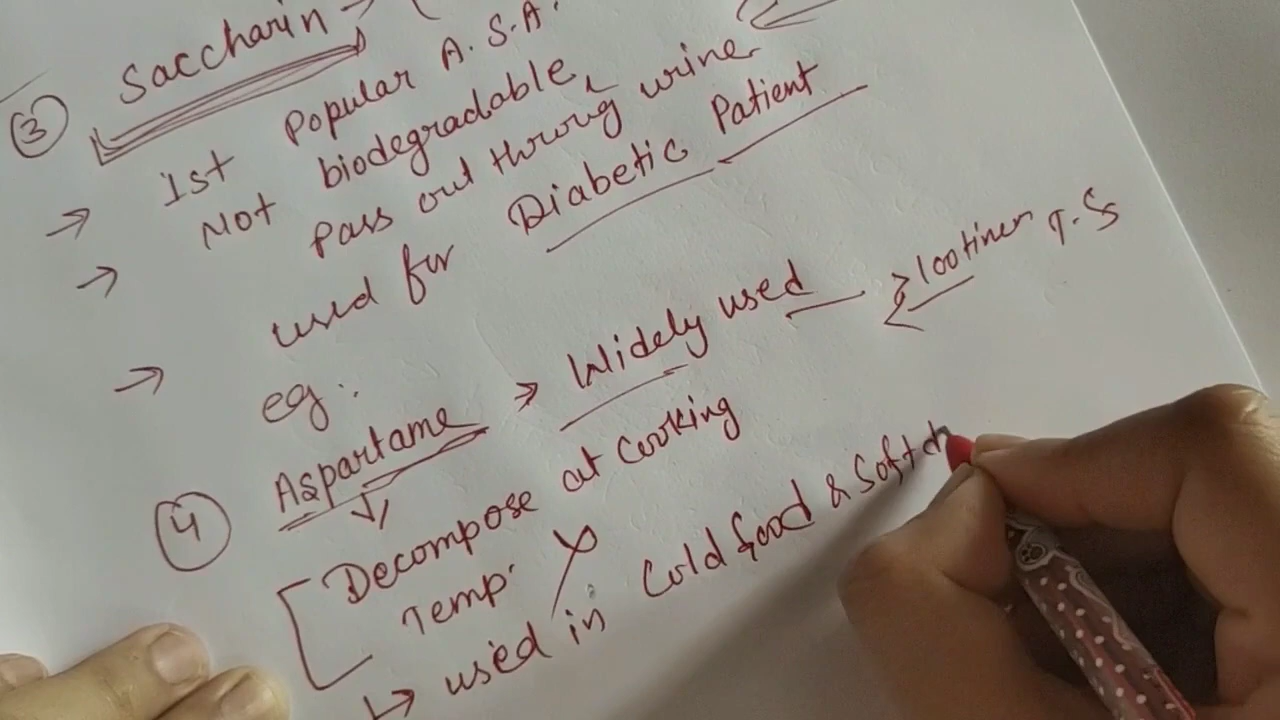 ③ Saccharin →
→ 1st Popular A.S.A.
→ Not biodegradable,
Pass out throug urine
→ used for Diabetic Patient
eg:
④ Aspartame > Widely used > 100 times T.S
Decompose at Cooking
Temp.
↳ used in Cold food & Soft d